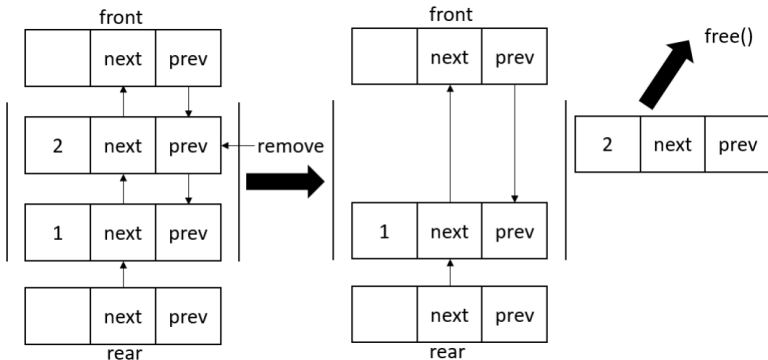 front
next prev
2 next prev
remove
1 next prev
next prev
rear
front
next prev
1 next prev
next prev
rear
free()
2 next prev